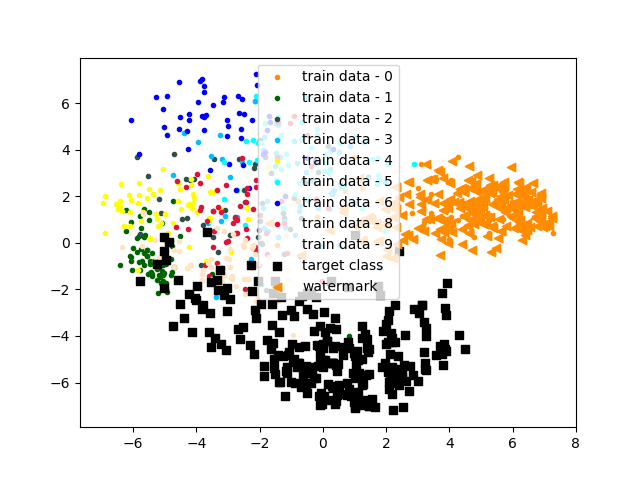 train data - 0
train data - 1
train data - 2
train data - 3
train data - 4
train data - 5
train data - 6
train data - 8
train data - 9
target class
watermark
6
4
2
0
−2
−4
−6
−6 −4 −2 0 2 4 6 8